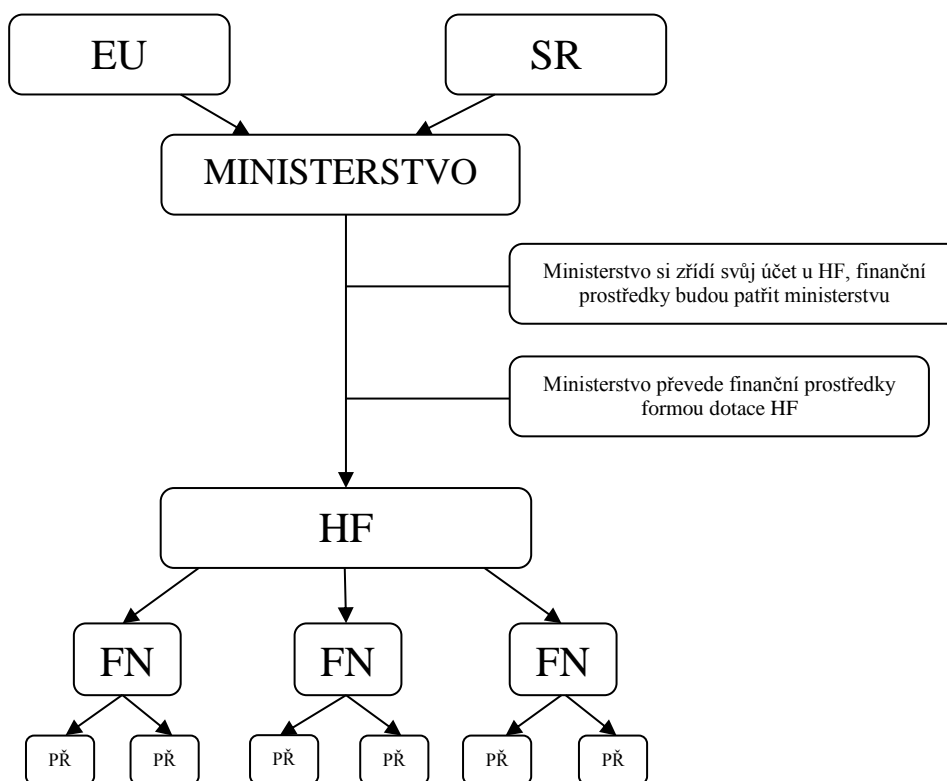 EU
SR
MINISTERSTVO
Ministerstvo si zřídí svůj účet u HF, finanční
prostředky budou patřit ministerstvu
Ministerstvo převede finanční prostředky
formou dotace HF
HF
FN
FN
FN
PŘ
PŘ
PŘ
PŘ
PŘ
PŘ